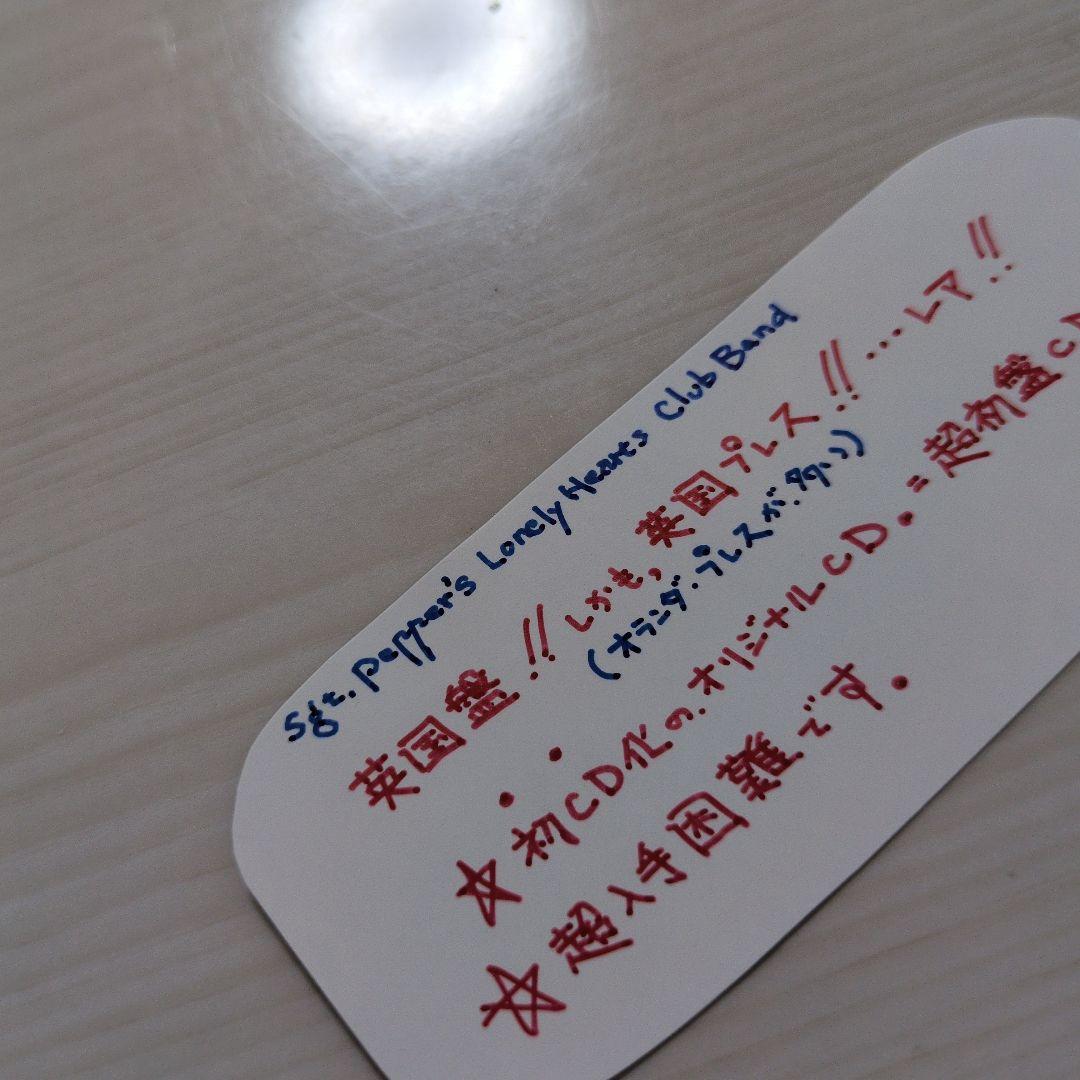 Sgt. Pepper's Lonely Hearts Club Band
英国盤!! しかも、英国プレス!!...レア!!
(オランダ.プレスが.多い))
・・
☆初CD化の.オリジナルCD.=超初盤CD
☆超入手困難です.